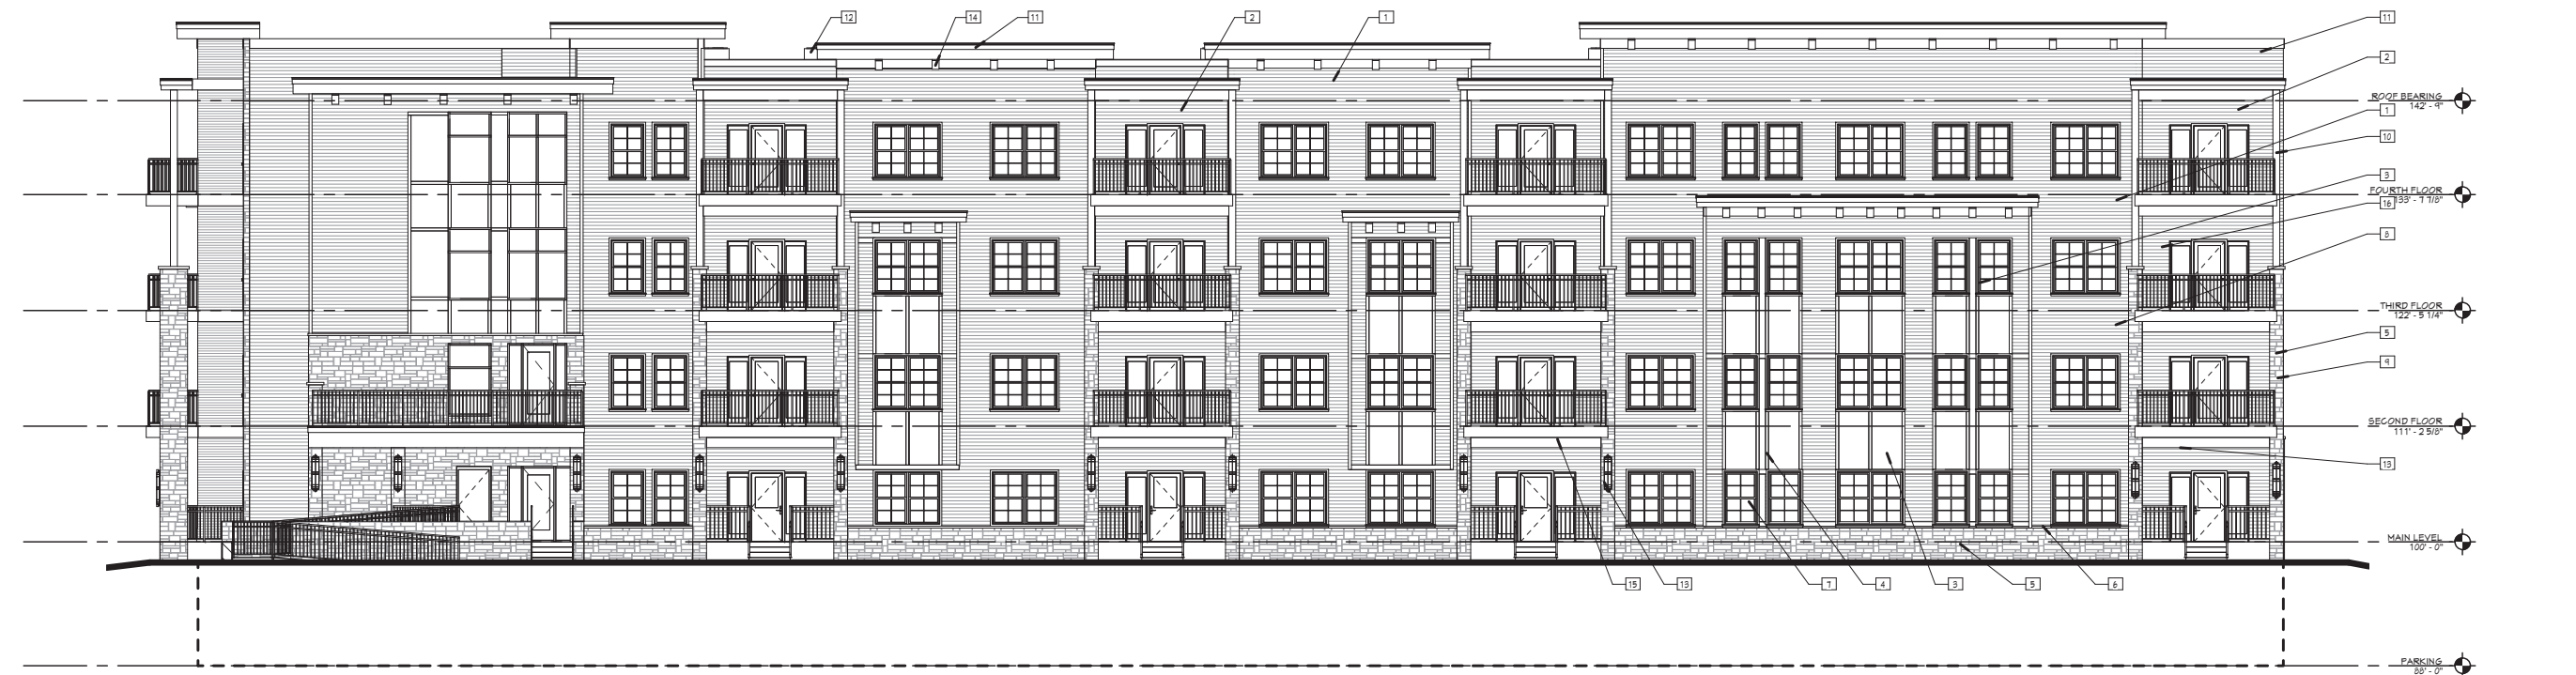 12
14
11
2
1
11
2
ROOF BEARING
142' - 9"
1
10
3
FOURTH FLOOR
133' - 7 7/8"
16
8
THIRD FLOOR
122' - 5 1/4"
5
9
SECOND FLOOR
111' - 2 5/8"
13
MAIN LEVEL
100' - 0"
15
13
7
4
3
5
6
PARKING
88' - 0"